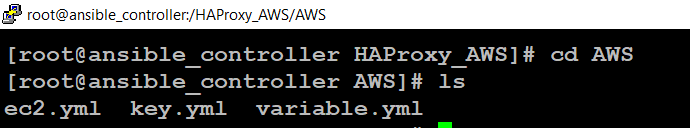 root@ansible_controller:/HAProxy_AWS/AWS
[root@ansible_controller HAProxy_AWS]# cd AWS
[root@ansible_controller AWS]# ls
ec2.yml  key.yml  variable.yml